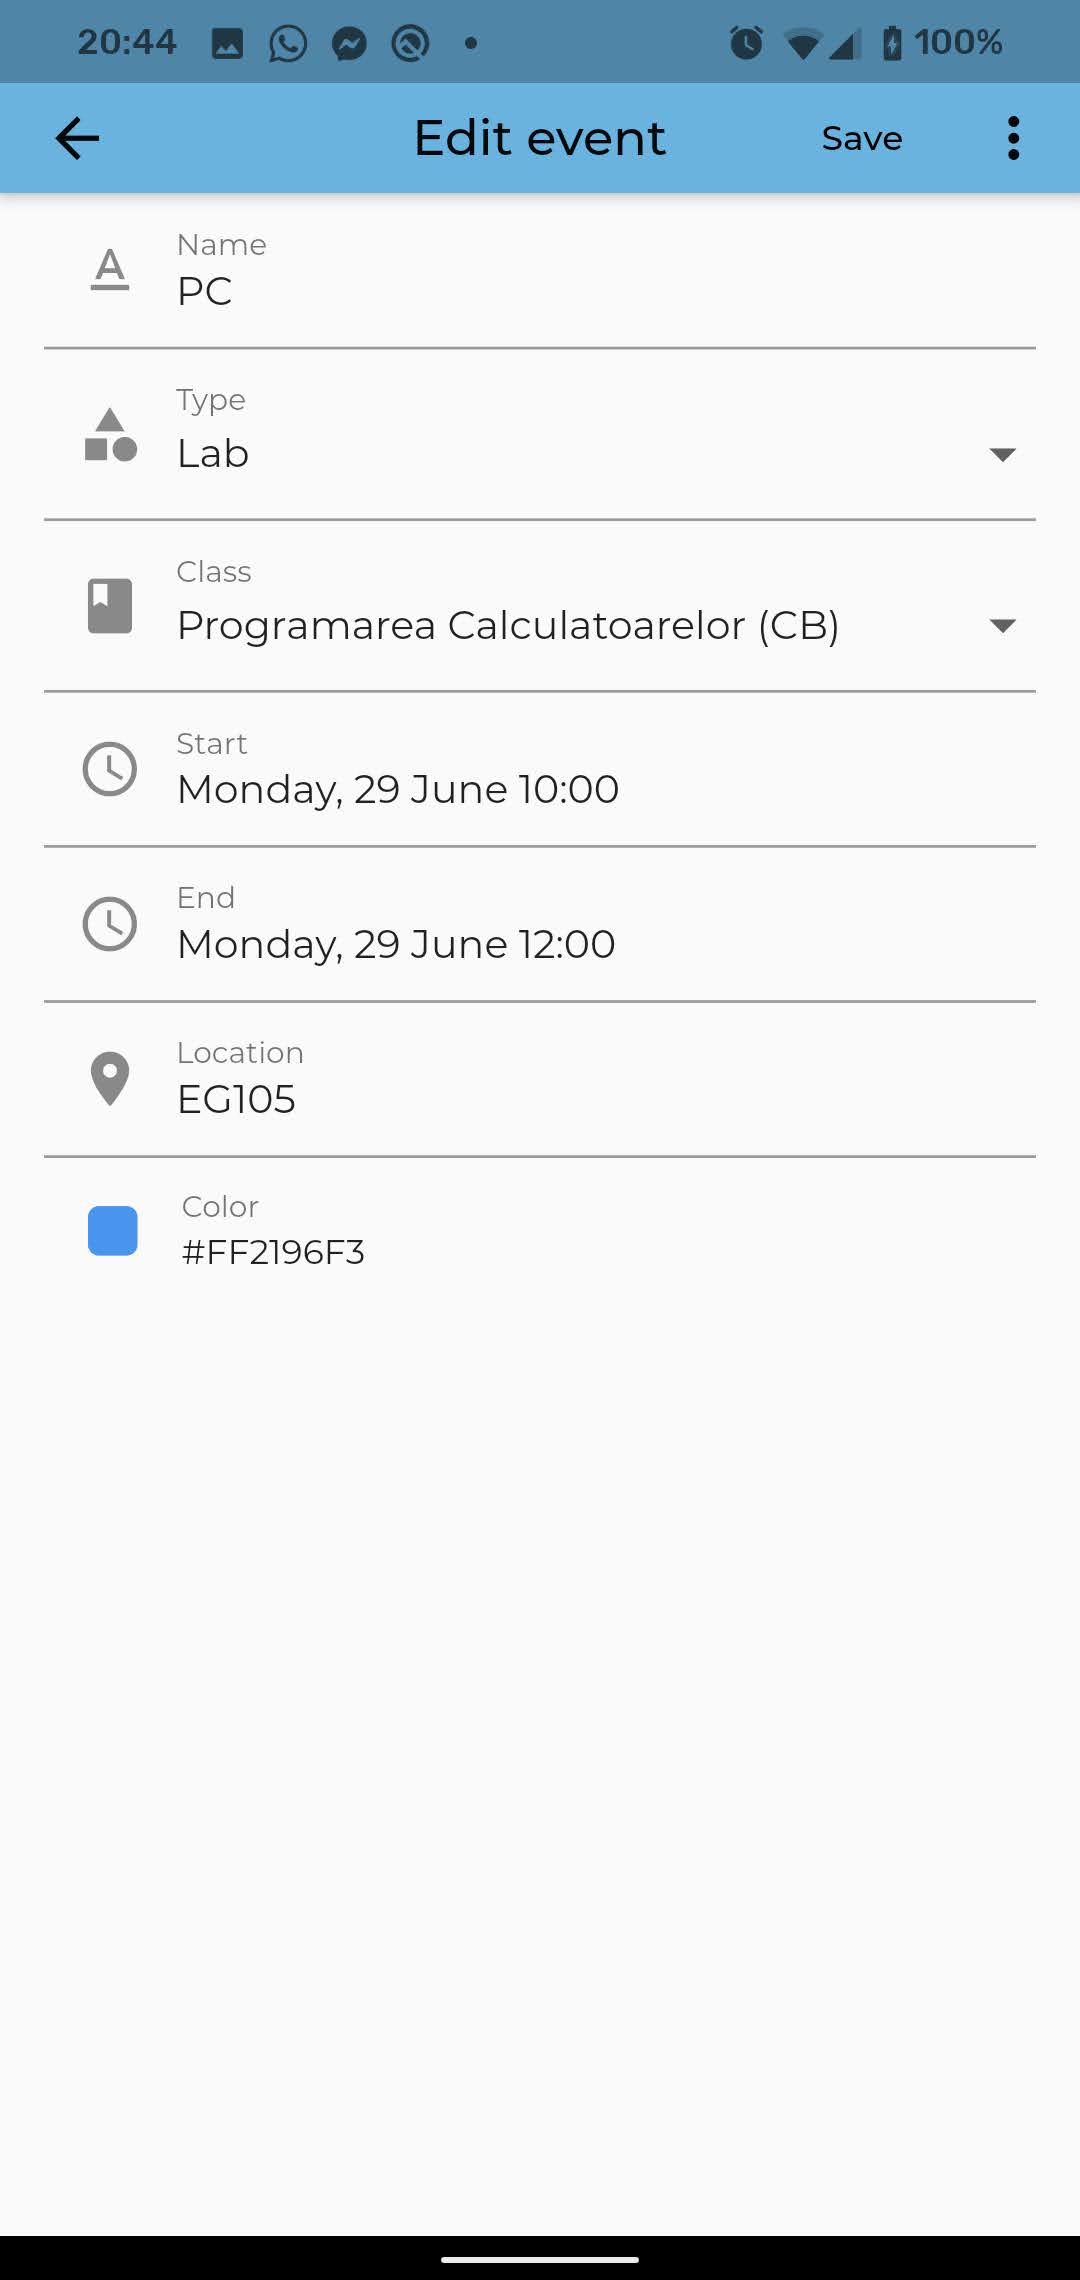 20:44 100%
Edit event Save
Name
PC
Type
Lab
Class
Programarea Calculatoarelor (CB)
Start
Monday, 29 June 10:00
End
Monday, 29 June 12:00
Location
EG105
Color
#FF2196F3